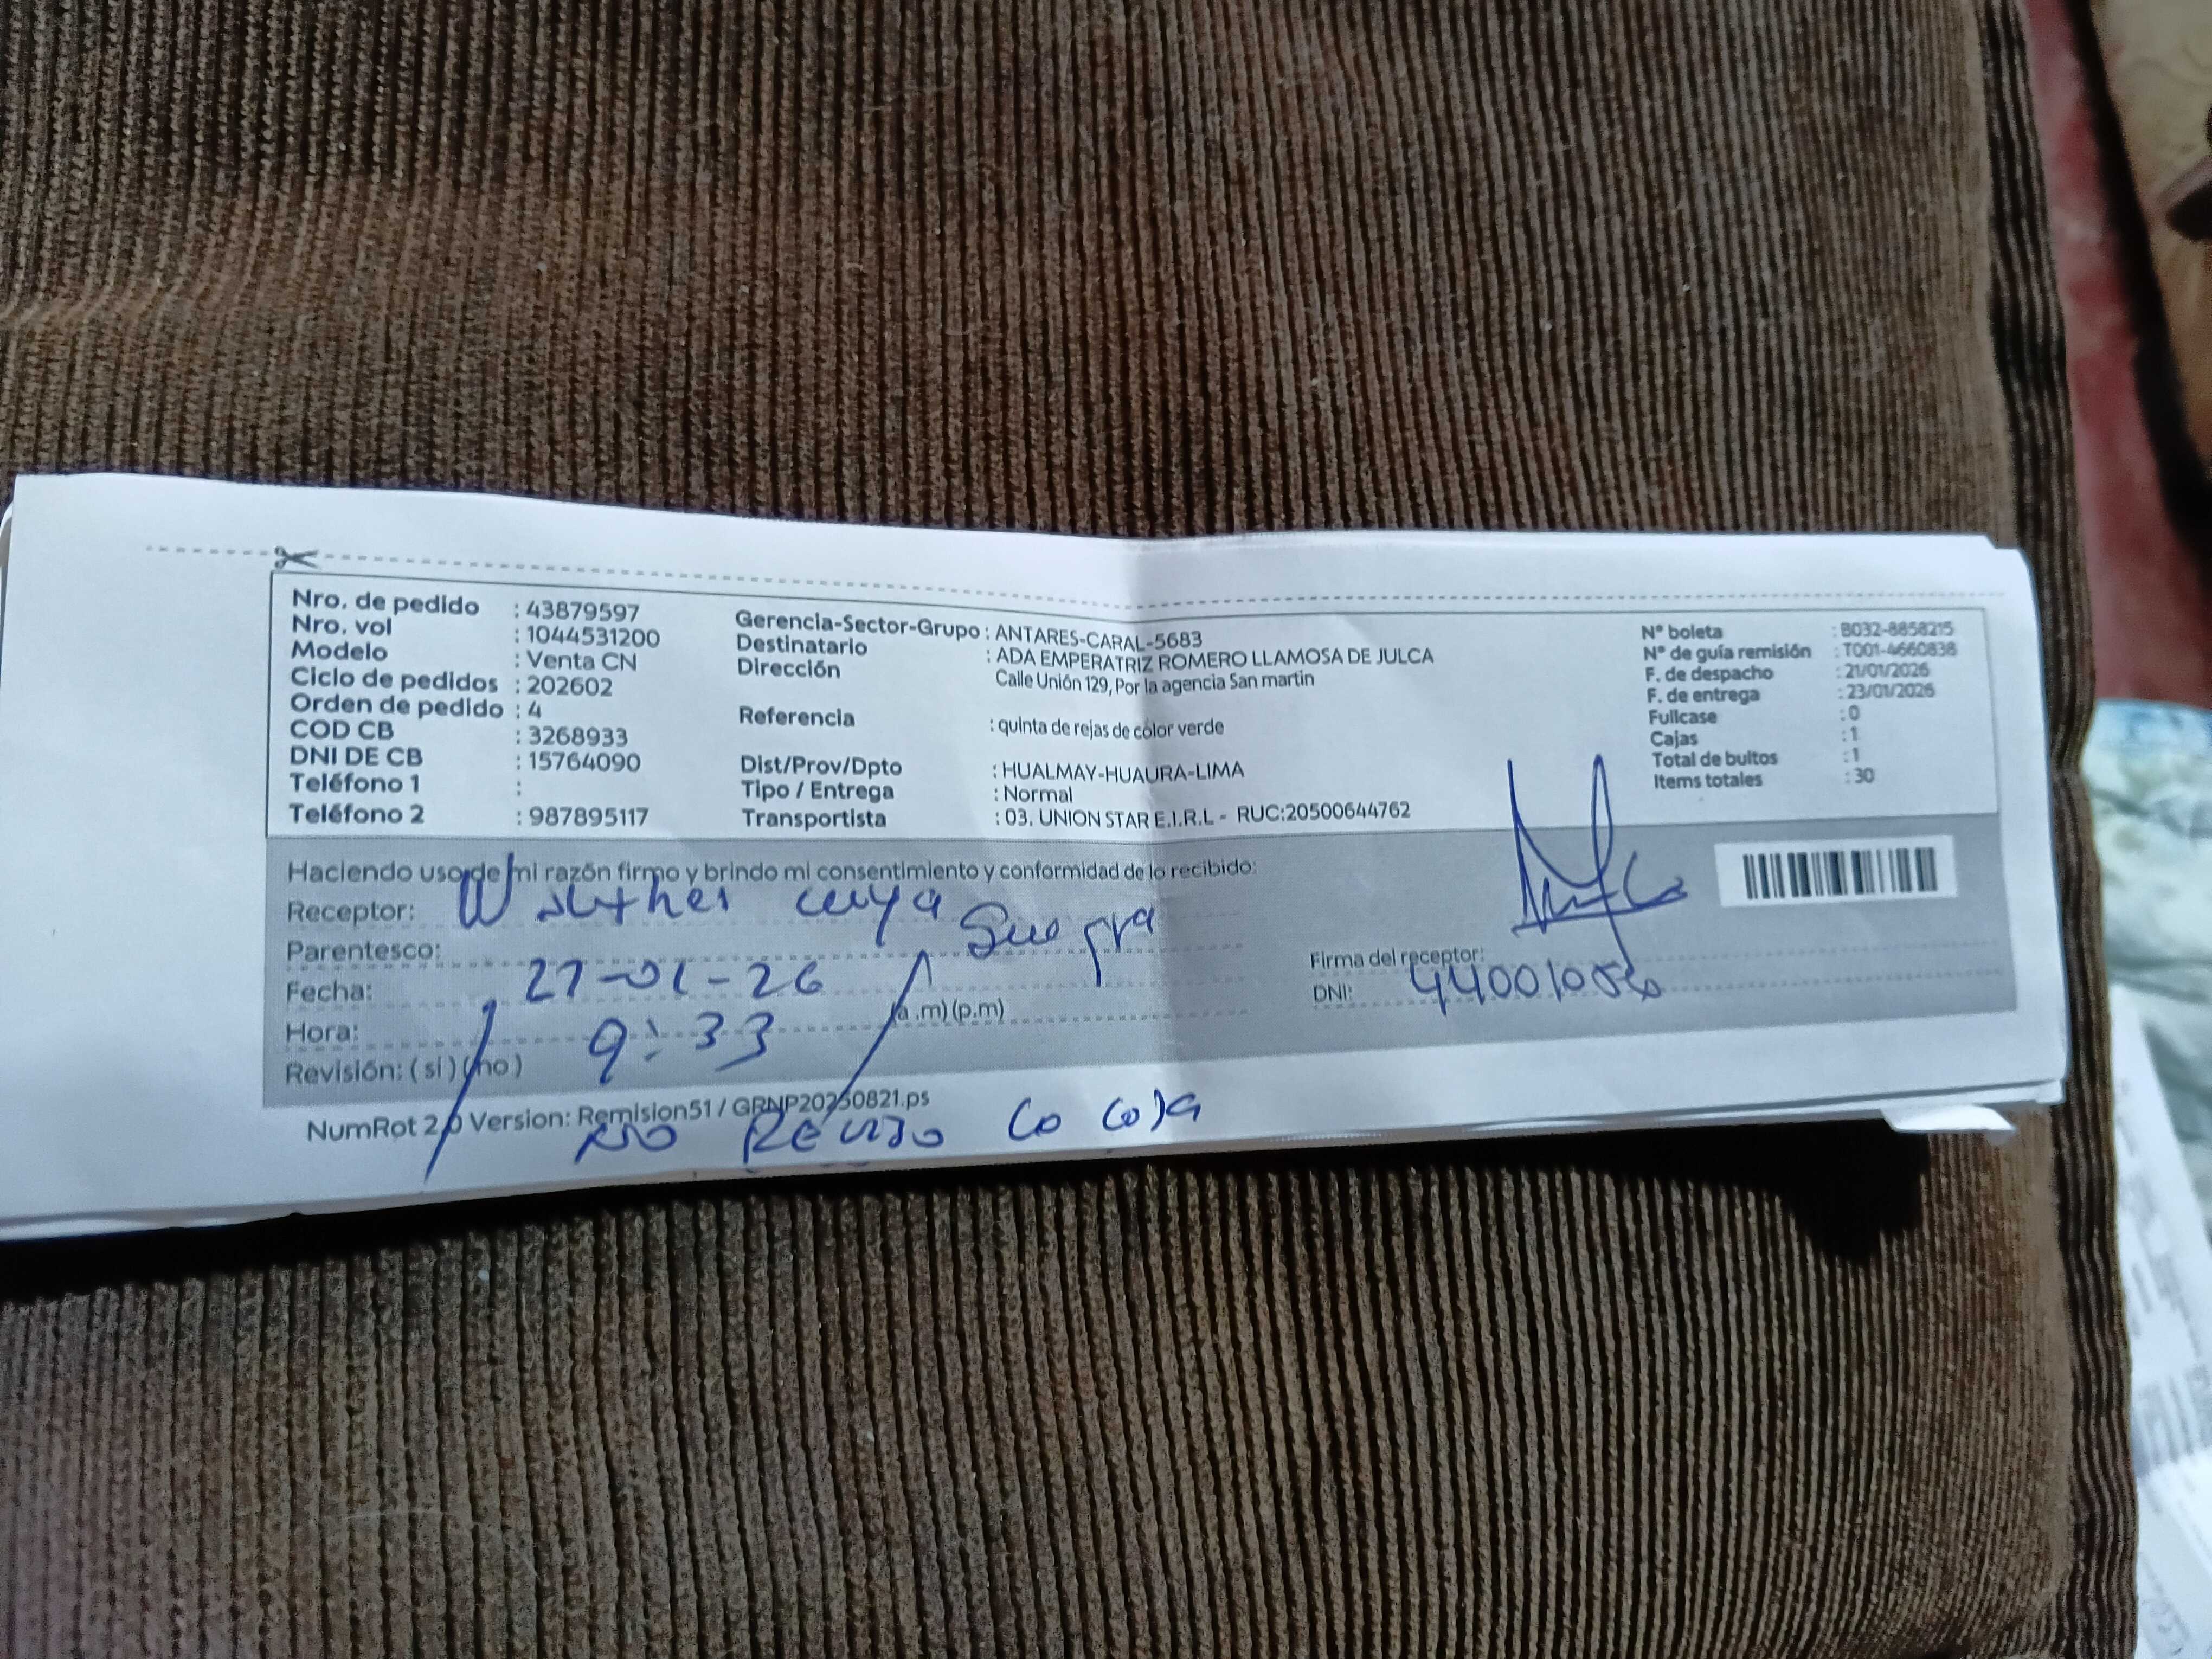 Nro. de pedido : 43879597
Nro. vol : 1044531200
Modelo : Venta CN
Ciclo de pedidos : 202602
Orden de pedido : 4
COD CB : 3268933
DNI DE CB : 15764090
Teléfono 1 :
Teléfono 2 : 987895117
Gerencia-Sector-Grupo : ANTARES-CARAL-5683
Destinatario : ADA EMPERATRIZ ROMERO LLAMOSA DE JULCA
Dirección Calle Unión 129, Por la agencia San martin
Referencia : quinta de rejas de color verde
Dist/Prov/Dpto : HUALMAY-HUAURA-LIMA
Tipo / Entrega : Normal
Transportista : 03. UNION STAR E.I.R.L - RUC:20500644762
N° boleta : B032-8858215
N° de guía remisión : T001-4660838
F. de despacho : 21/01/2026
F. de entrega : 23/01/2026
Fullcase : 0
Cajas : 1
Total de bultos : 1
Items totales : 30
Haciendo uso de mi razón firmo y brindo mi consentimiento y conformidad de lo recibido:
Receptor: Walther
Parentesco: Suegra
Fecha: 27-01-26
Hora: 9:33 (a.m) (p.m)
Revisión: ( si ) ( no )
Firma del receptor:
DNI:
NumRot 2.0 Version: Remision51 / GRNP20250821.ps
NO REVISO